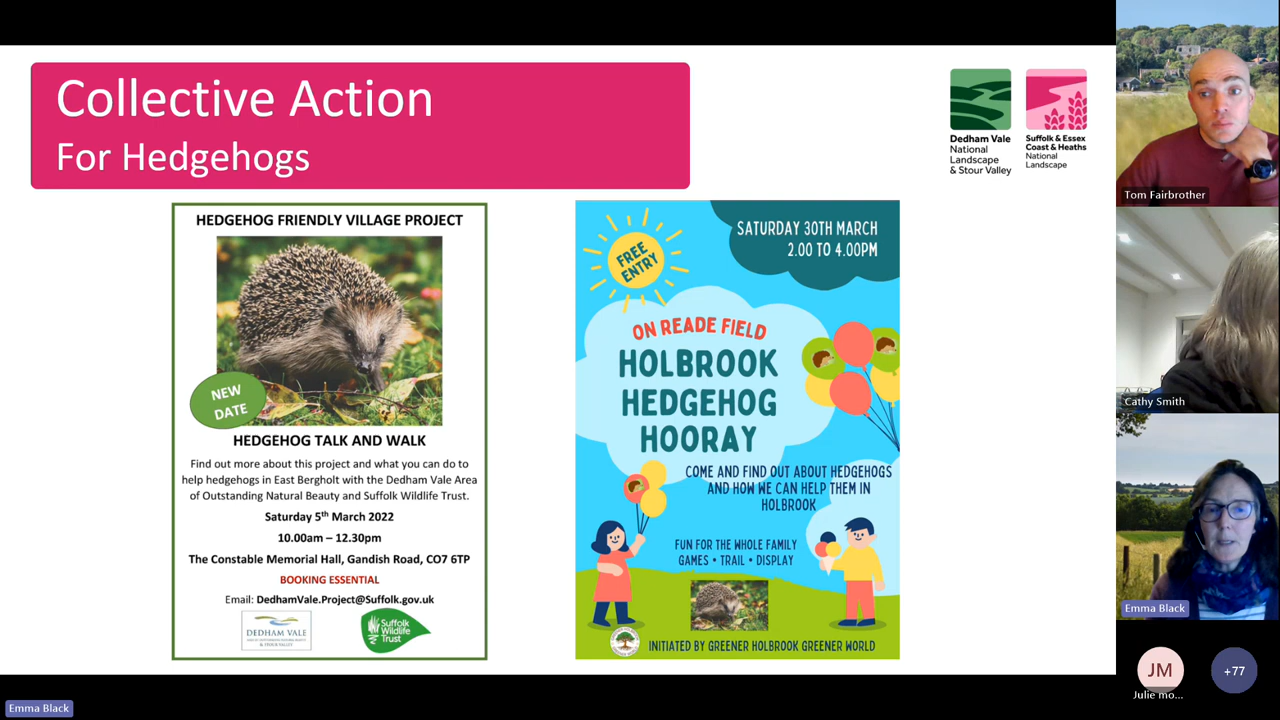 Collective Action
For Hedgehogs
Dedham Vale
National
Landscape
& Stour Valley
Suffolk & Essex
Coast & Heaths
National
Landscape
HEDGEHOG FRIENDLY VILLAGE PROJECT
NEW
DATE
HEDGEHOG TALK AND WALK
Find out more about this project and what you can do to
help hedgehogs in East Bergholt with the Dedham Vale Area
of Outstanding Natural Beauty and Suffolk Wildlife Trust.
Saturday 5th March 2022
10.00am – 12.30pm
The Constable Memorial Hall, Gandish Road, CO7 6TP
BOOKING ESSENTIAL
Email: DedhamVale.Project@Suffolk.gov.uk
DEDHAM VALE
& STOUR VALLEY
Suffolk
Wildlife
Trust
FREE
ENTRY
SATURDAY 30TH MARCH
2.00 TO 4.00PM
ON READE FIELD
HOLBROOK
HEDGEHOG
HOORAY
COME AND FIND OUT ABOUT HEDGEHOGS
AND HOW WE CAN HELP THEM IN
HOLBROOK
FUN FOR THE WHOLE FAMILY
GAMES • TRAIL • DISPLAY
INITIATED BY GREENER HOLBROOK GREENER WORLD
Tom Fairbrother
Cathy Smith
Emma Black
JM
Julie mo...
+77
Emma Black